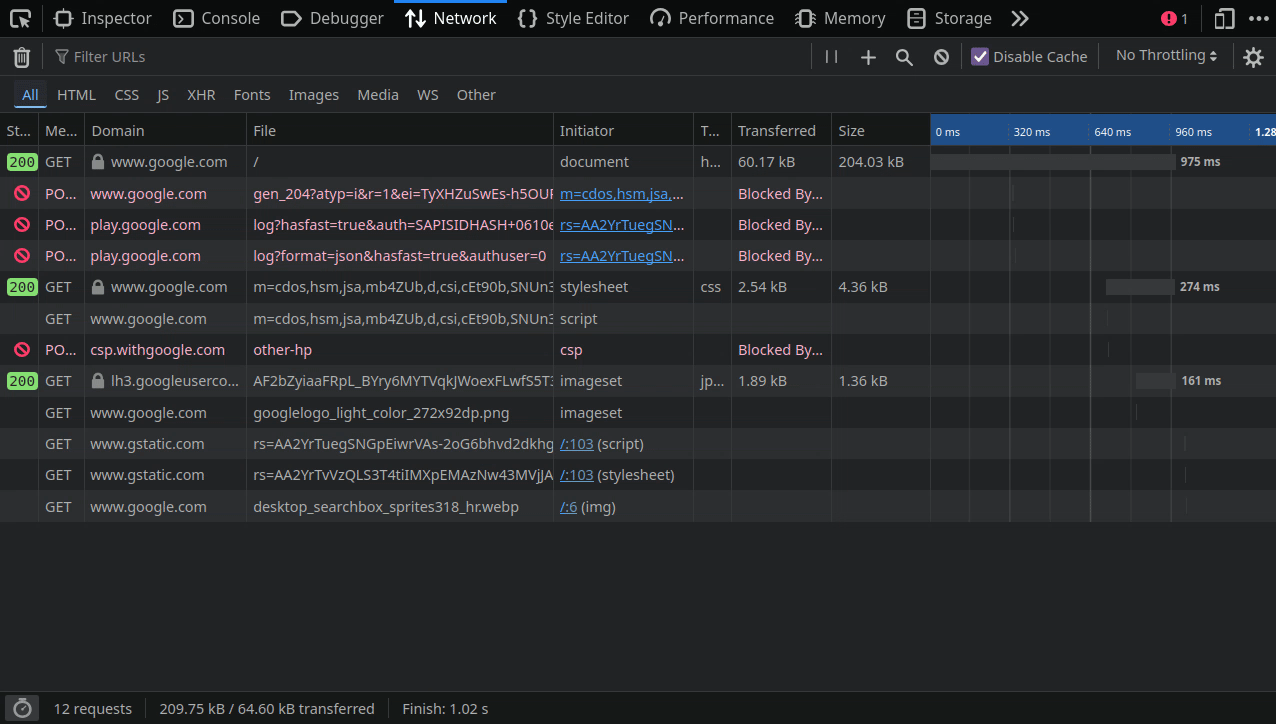 Inspector Console Debugger Network Style Editor Performance Memory Storage 1
Filter URLs Disable Cache No Throttling
All HTML CSS JS XHR Fonts Images Media WS Other
St... Me... Domain File Initiator T... Transferred Size 0 ms 320 ms 640 ms 960 ms 1.28
200 GET www.google.com / document h... 60.17 kB 204.03 kB 975 ms
PO... www.google.com gen_204?atyp=i&r=1&ei=TyXHZuSwEs-h5OUF m=cdos,hsm,jsa,... Blocked By...
PO... play.google.com log?hasfast=true&auth=SAPISIDHASH+0610e rs=AA2YrTuegSN... Blocked By...
PO... play.google.com log?format=json&hasfast=true&authuser=0 rs=AA2YrTuegSN... Blocked By...
200 GET www.google.com m=cdos,hsm,jsa,mb4ZUb,d,csi,cEt90b,SNUn3 stylesheet css 2.54 kB 4.36 kB 274 ms
GET www.google.com m=cdos,hsm,jsa,mb4ZUb,d,csi,cEt90b,SNUn3 script
PO... csp.withgoogle.com other-hp csp Blocked By...
200 GET lh3.googleuserco... AF2bZyiaaFRpL_BYry6MYTVqkJWoexFLwfS5T3 imageset jp... 1.89 kB 1.36 kB 161 ms
GET www.google.com googlelogo_light_color_272x92dp.png imageset
GET www.gstatic.com rs=AA2YrTuegSNGpEiwrVAs-2oG6bhvd2dkhg /:103 (script)
GET www.gstatic.com rs=AA2YrTvVzQLS3T4tiIMXpEMAzNw43MVjJA /:103 (stylesheet)
GET www.google.com desktop_searchbox_sprites318_hr.webp /:6 (img)
12 requests 209.75 kB / 64.60 kB transferred Finish: 1.02 s